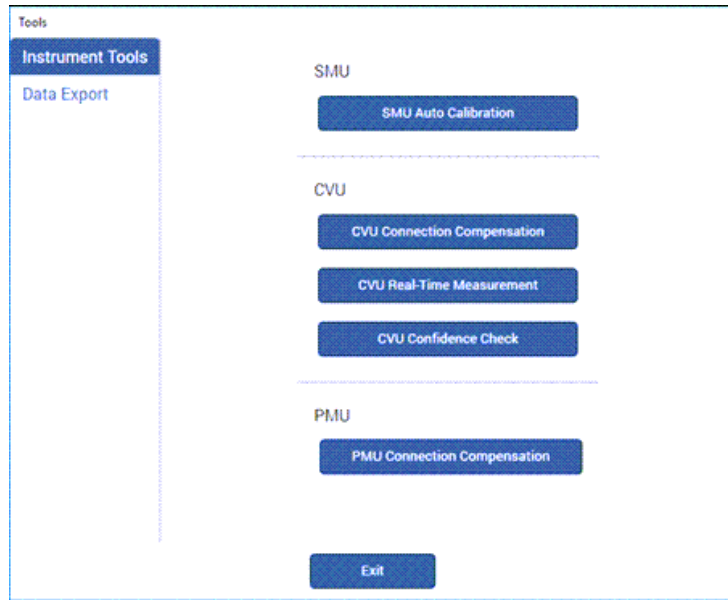 Tools
Instrument Tools
Data Export
SMU
SMU Auto Calibration
CVU
CVU Connection Compensation
CVU Real-Time Measurement
CVU Confidence Check
PMU
PMU Connection Compensation
Exit